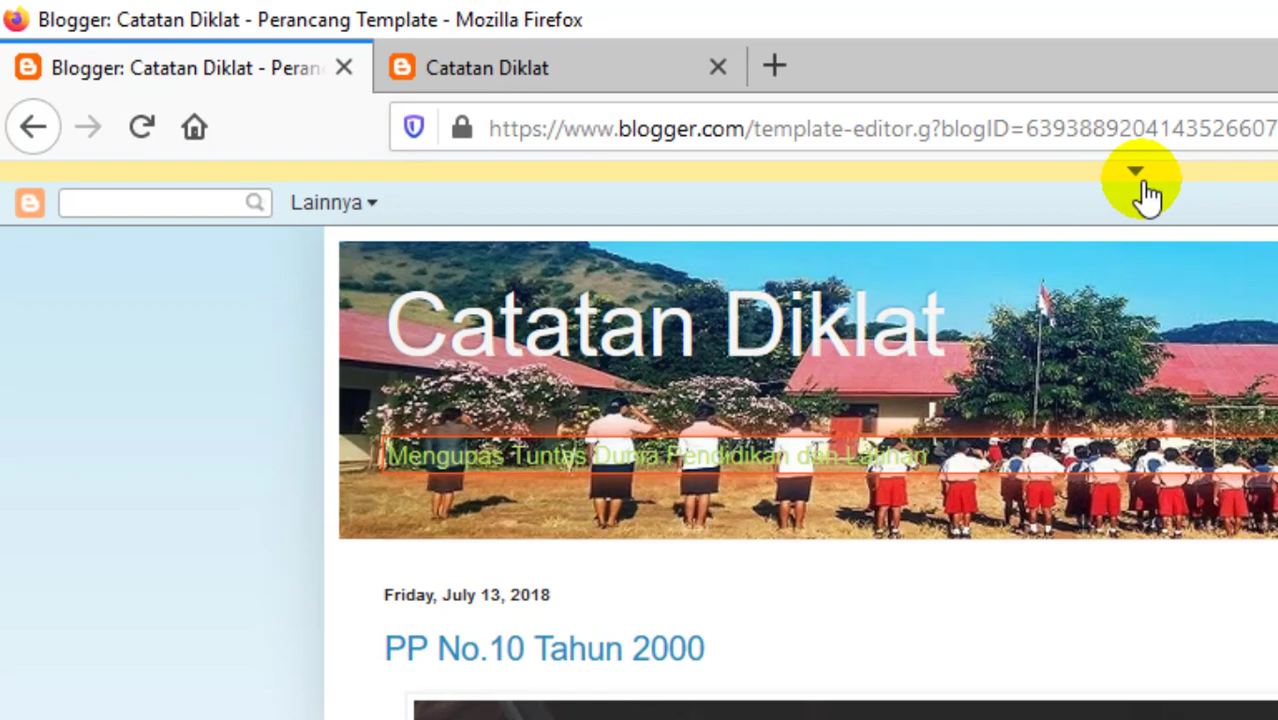 Blogger: Catatan Diklat - Perancang Template - Mozilla Firefox
Blogger: Catatan Diklat - Peran
Catatan Diklat
https://www.blogger.com/template-editor.g?blogID=6393889204143526607
Lainnya
Catatan Diklat
Mengupas Tuntas Dunia Pendidikan dan Latihan
Friday, July 13, 2018
PP No.10 Tahun 2000